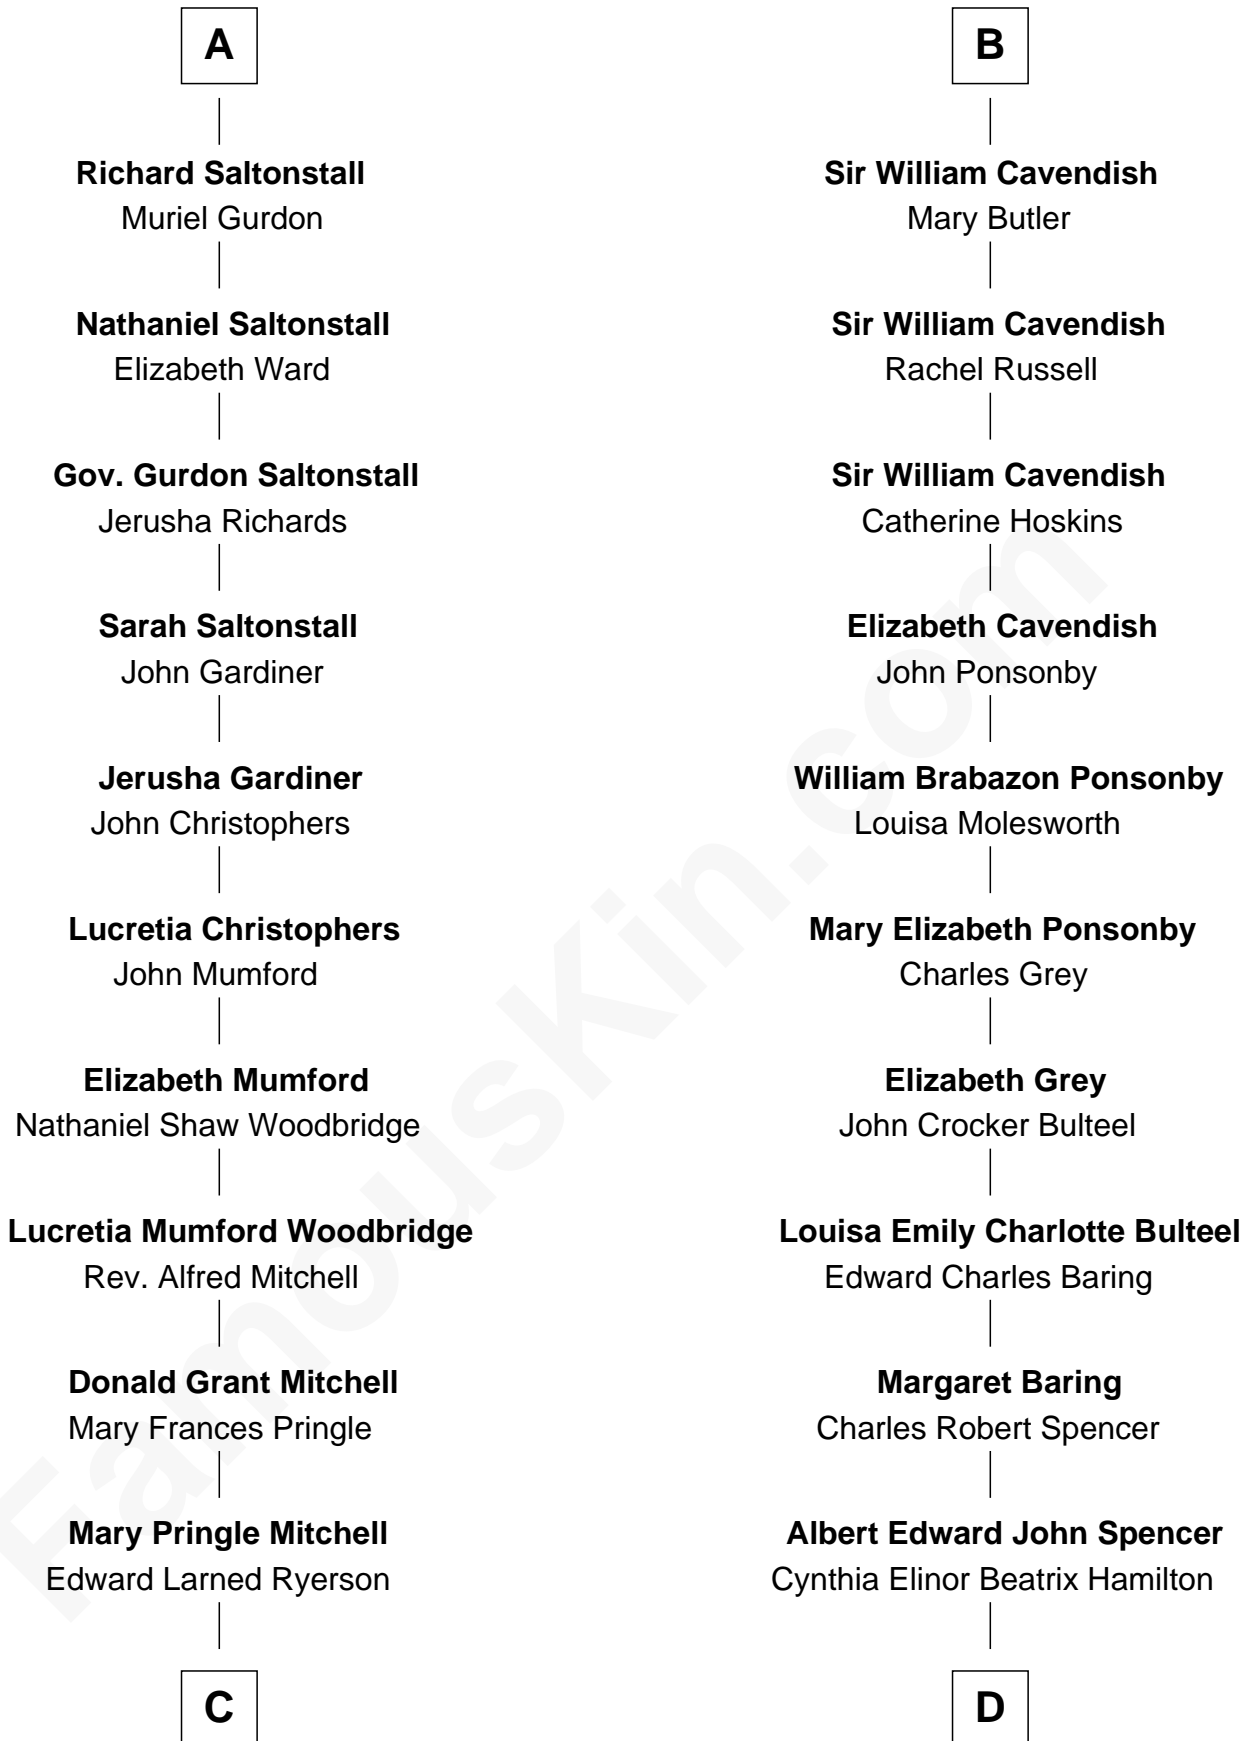 A
Richard Saltonstall
Muriel Gurdon
Nathaniel Saltonstall
Elizabeth Ward
Gov. Gurdon Saltonstall
Jerusha Richards
Sarah Saltonstall
John Gardiner
Jerusha Gardiner
John Christophers
Lucretia Christophers
John Mumford
Elizabeth Mumford
Nathaniel Shaw Woodbridge
Lucretia Mumford Woodbridge
Rev. Alfred Mitchell
Donald Grant Mitchell
Mary Frances Pringle
Mary Pringle Mitchell
Edward Larned Ryerson
C
B
Sir William Cavendish
Mary Butler
Sir William Cavendish
Rachel Russell
Sir William Cavendish
Catherine Hoskins
Elizabeth Cavendish
John Ponsonby
William Brabazon Ponsonby
Louisa Molesworth
Mary Elizabeth Ponsonby
Charles Grey
Elizabeth Grey
John Crocker Bulteel
Louisa Emily Charlotte Bulteel
Edward Charles Baring
Margaret Baring
Charles Robert Spencer
Albert Edward John Spencer
Cynthia Elinor Beatrix Hamilton
D
FamousKin.com